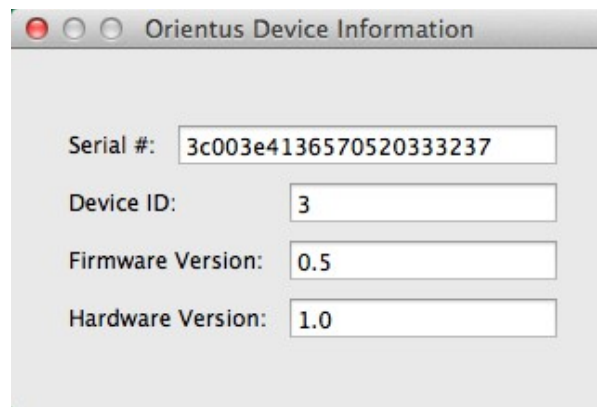 Orientus Device Information
Serial #: 3c003e4136570520333237
Device ID: 3
Firmware Version: 0.5
Hardware Version: 1.0